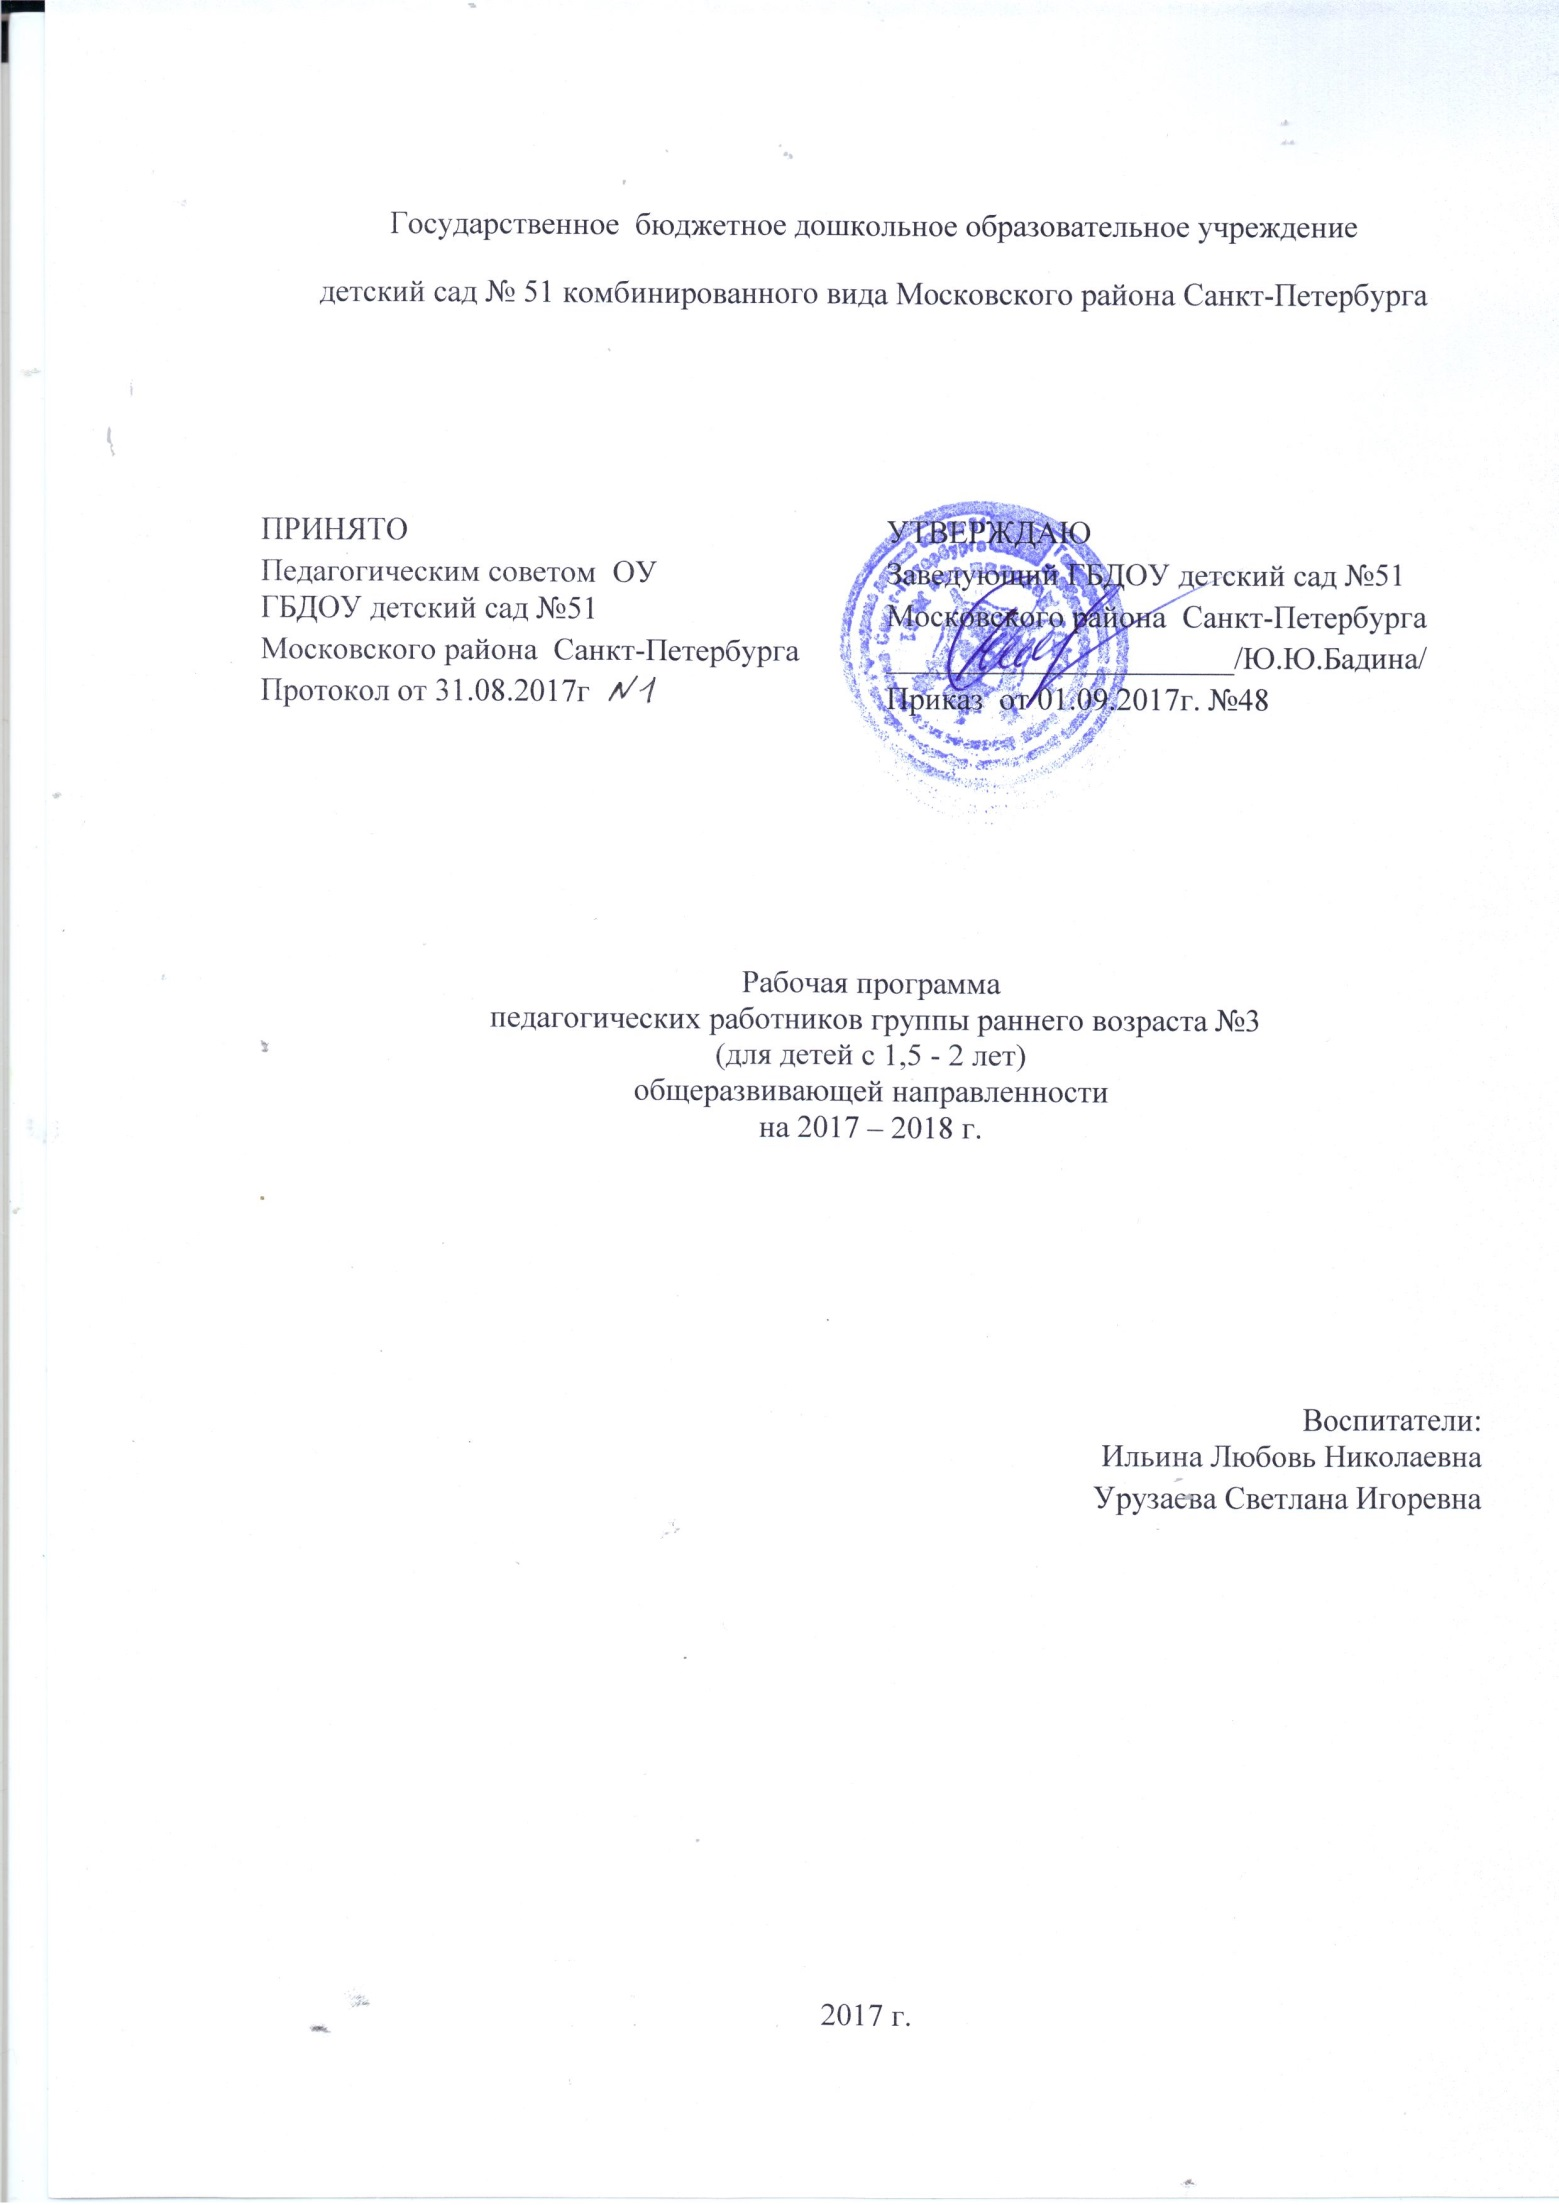 Государственное бюджетное дошкольное образовательное учреждение
детский сад № 51 комбинированного вида Московского района Санкт-Петербурга
ПРИНЯТО
Педагогическим советом ОУ
ГБДОУ детский сад №51
Московского района Санкт-Петербурга
Протокол от 31.08.2017г N1
УТВЕРЖДАЮ
Заведующий ГБДОУ детский сад №51
Московского района Санкт-Петербурга
/Ю.Ю.Бадина/
Приказ от 01.09.2017г. №48
Рабочая программа
педагогических работников группы раннего возраста №3
(для детей с 1,5 - 2 лет)
общеразвивающей направленности
на 2017 – 2018 г.
Воспитатели:
Ильина Любовь Николаевна
Урузаева Светлана Игоревна
2017 г.